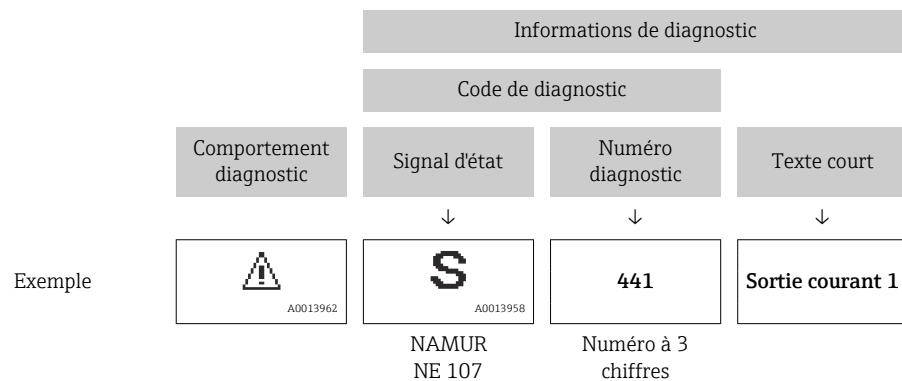 Informations de diagnostic
Code de diagnostic
Comportement
diagnostic
Signal d'état
Numéro
diagnostic
Texte court
↓ ↓ ↓
Exemple
A0013962
S
A0013958
441
Sortie courant 1
NAMUR
NE 107
Numéro à 3
chiffres